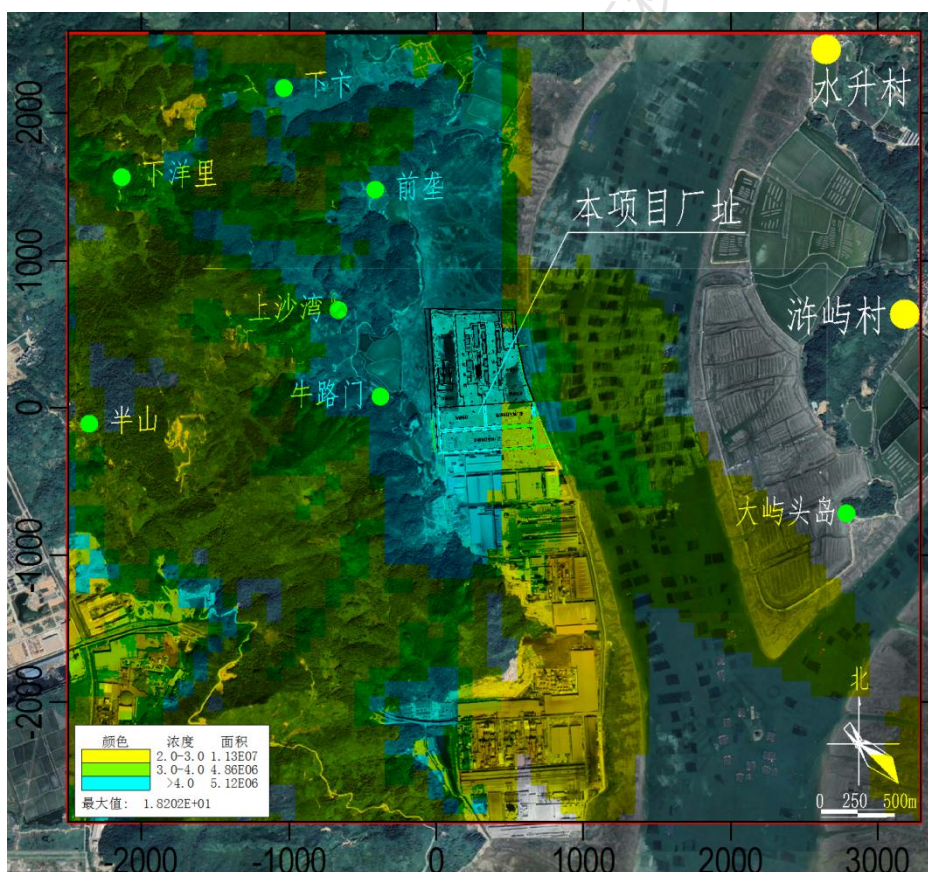 水升村
下卞
下洋里
前垄
本项目厂址
上沙湾
浒屿村
牛路门
半山
大屿头岛
北
颜色 浓度 面积
2.0-3.0 1.13E07
3.0-4.0 4.86E06
>4.0 5.12E06
最大值: 1.8202E+01
0 250 500m
2000
1000
0
-1000
-2000
-2000 -1000 0 1000 2000 3000